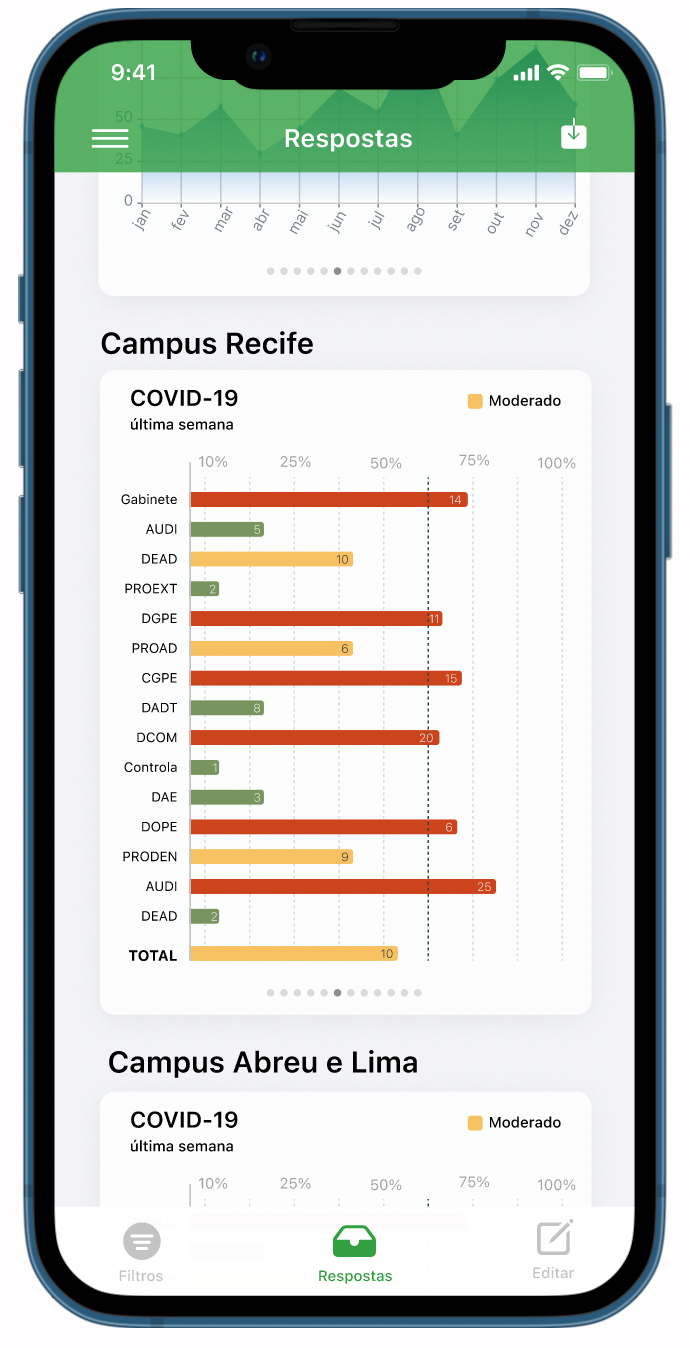 9:41
50
Respostas
25
0
jan fev mar abr mai jun jul ago set out nov dez
Campus Recife
COVID-19
Moderado
última semana
10% 25% 50% 75% 100%
Gabinete 14
AUDI 5
DEAD 10
PROEXT 2
DGPE 11
PROAD 6
CGPE 15
DADT 8
DCOM 20
Controla 1
DAE 3
DOPE 6
PRODEN 9
AUDI 25
DEAD 2
TOTAL 10
Campus Abreu e Lima
COVID-19
Moderado
última semana
10% 25% 50% 75% 100%
Filtros Respostas Editar